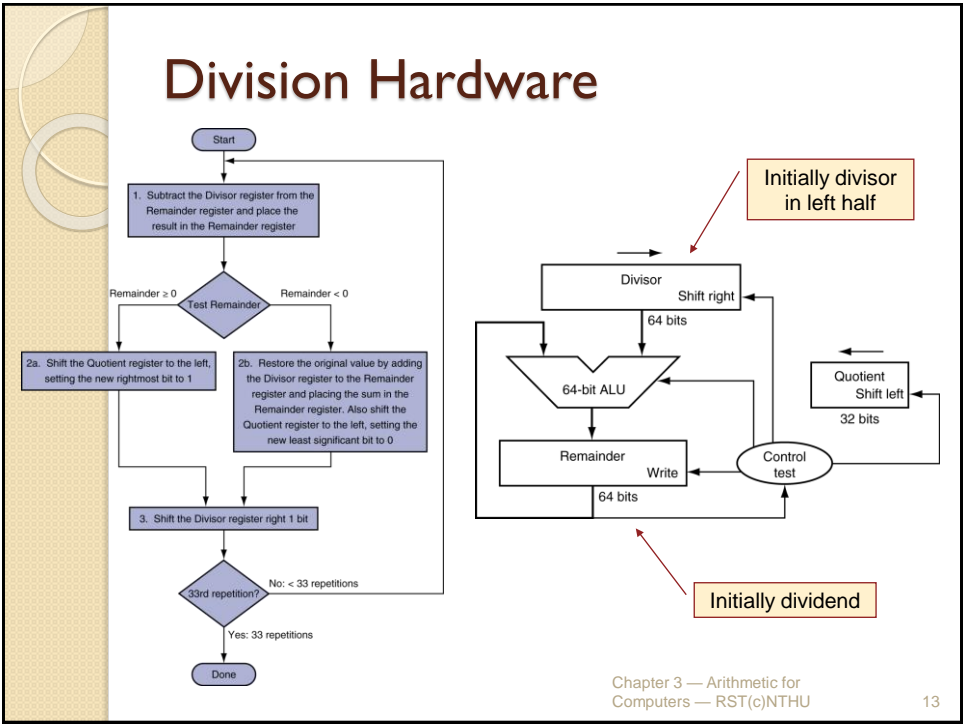 Division Hardware
Start
1. Subtract the Divisor register from the
Remainder register and place the
result in the Remainder register
Remainder ≥ 0
Test Remainder
Remainder < 0
2a. Shift the Quotient register to the left,
setting the new rightmost bit to 1
2b. Restore the original value by adding
the Divisor register to the Remainder
register and placing the sum in the
Remainder register. Also shift the
Quotient register to the left, setting the
new least significant bit to 0
3. Shift the Divisor register right 1 bit
33rd repetition?
No: < 33 repetitions
Yes: 33 repetitions
Done
Initially divisor
in left half
Divisor
Shift right
64 bits
64-bit ALU
Quotient
Shift left
32 bits
Remainder
Write
64 bits
Control
test
Initially dividend
Chapter 3 — Arithmetic for
Computers — RST(c)NTHU
13